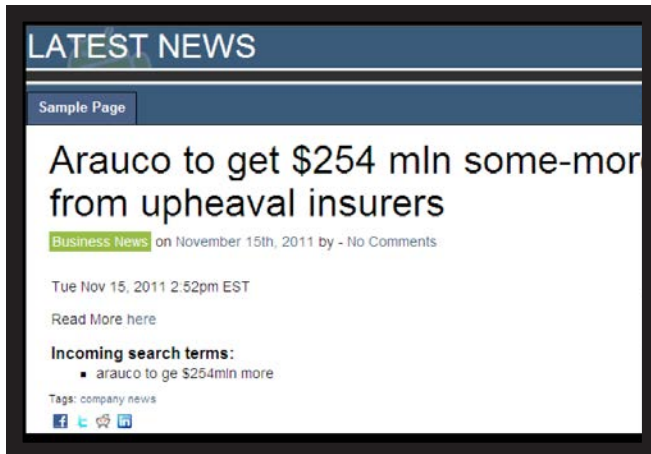 LATEST NEWS
Sample Page
Arauco to get $254 mln some-mor
from upheaval insurers
Business News on November 15th, 2011 by - No Comments
Tue Nov 15, 2011 2:52pm EST
Read More here
Incoming search terms:
▪ arauco to ge $254mln more
Tags: company news